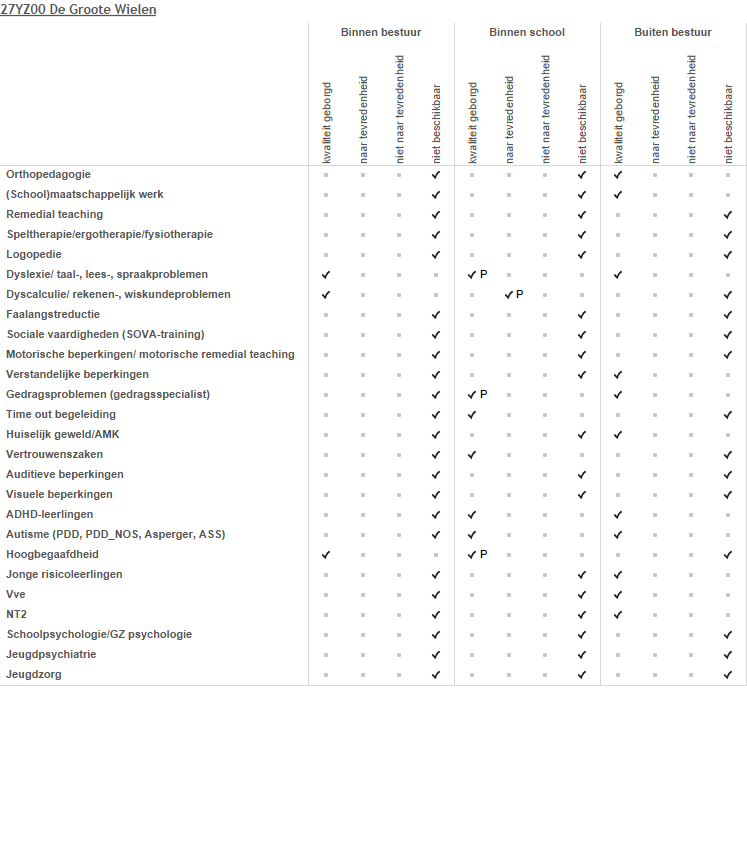 27YZ00 De Groote Wielen
Binnen bestuur Binnen school Buiten bestuur
kwaliteit geborgd naar tevredenheid niet naar tevredenheid niet beschikbaar kwaliteit geborgd naar tevredenheid niet naar tevredenheid niet beschikbaar kwaliteit geborgd naar tevredenheid niet naar tevredenheid niet beschikbaar
Orthopedagogie ✓ ✓ ✓
(School)maatschappelijk werk ✓ ✓ ✓
Remedial teaching ✓ ✓ ✓
Speltherapie/ergotherapie/fysiotherapie ✓ ✓ ✓
Logopedie ✓ ✓ ✓
Dyslexie/ taal-, lees-, spraakproblemen ✓ ✓ P ✓
Dyscalculie/ rekenen-, wiskundeproblemen ✓ ✓ P ✓
Faalangstreductie ✓ ✓ ✓
Sociale vaardigheden (SOVA-training) ✓ ✓ ✓
Motorische beperkingen/ motorische remedial teaching ✓ ✓ ✓
Verstandelijke beperkingen ✓ ✓ ✓
Gedragsproblemen (gedragsspecialist) ✓ ✓ P ✓
Time out begeleiding ✓ ✓ ✓
Huiselijk geweld/AMK ✓ ✓ ✓
Vertrouwenszaken ✓ ✓ ✓
Auditieve beperkingen ✓ ✓ ✓
Visuele beperkingen ✓ ✓ ✓
ADHD-leerlingen ✓ ✓ ✓
Autisme (PDD, PDD_NOS, Asperger, ASS) ✓ ✓ ✓
Hoogbegaafdheid ✓ ✓ P ✓
Jonge risicoleerlingen ✓ ✓ ✓
Vve ✓ ✓ ✓
NT2 ✓ ✓ ✓
Schoolpsychologie/GZ psychologie ✓ ✓ ✓
Jeugdpsychiatrie ✓ ✓ ✓
Jeugdzorg ✓ ✓ ✓